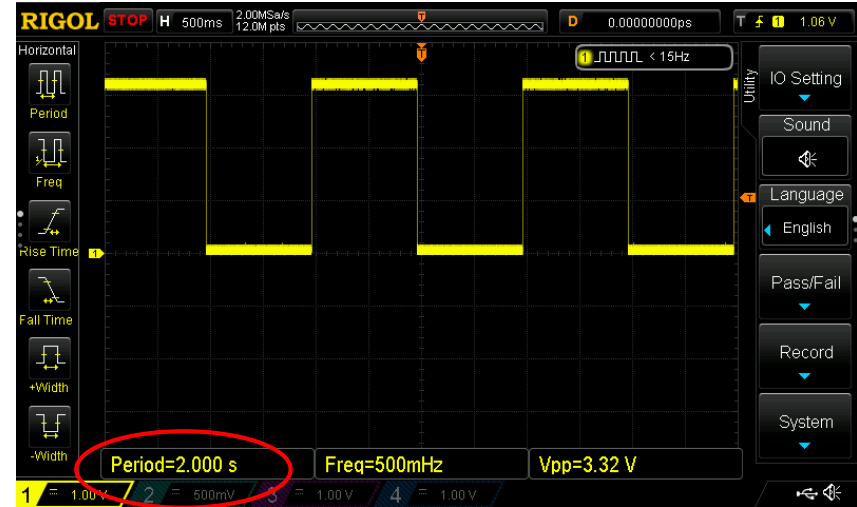 RIGOL STOP H 500ms 2.00MSa/s 12.0M pts D 0.00000000ps T 1 1.06 V
Horizontal
T
1 < 15Hz
Period
Freq
Rise Time
Fall Time
+Width
-Width
1
T
Utility
IO Setting
Sound
Language
English
Pass/Fail
Record
System
Period=2.000 s Freq=500mHz Vpp=3.32 V
1 = 1.00 V 2 = 500mV 3 = 1.00 V 4 = 1.00 V